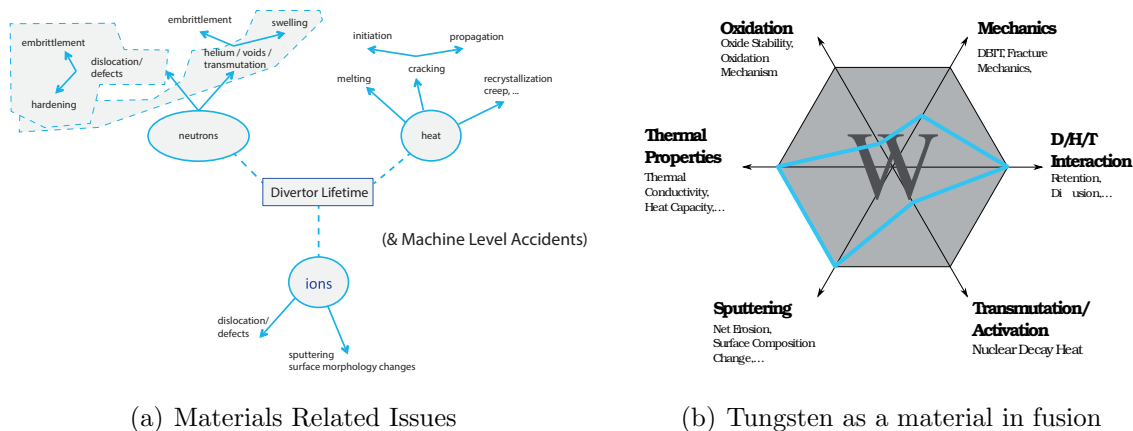 embrittlement
swelling
embrittlement
dislocation/
defects
helium / voids /
transmutation
hardening
neutrons
initiation
propagation
melting
cracking
recrystallization
creep, ...
heat
Divertor Lifetime
(& Machine Level Accidents)
ions
dislocation/
defects
sputtering
surface morphology changes
(a) Materials Related Issues
Oxidation
Oxide Stability,
Oxidation
Mechanism
Mechanics
DBTT, Fracture
Mechanics,
Thermal
Properties
Thermal
Conductivity,
Heat Capacity,...
W
D/H/T
Interaction
Retention,
Di usion,...
Sputtering
Net Erosion,
Surface Composition
Change,...
Transmutation/
Activation
Nuclear Decay Heat
(b) Tungsten as a material in fusion